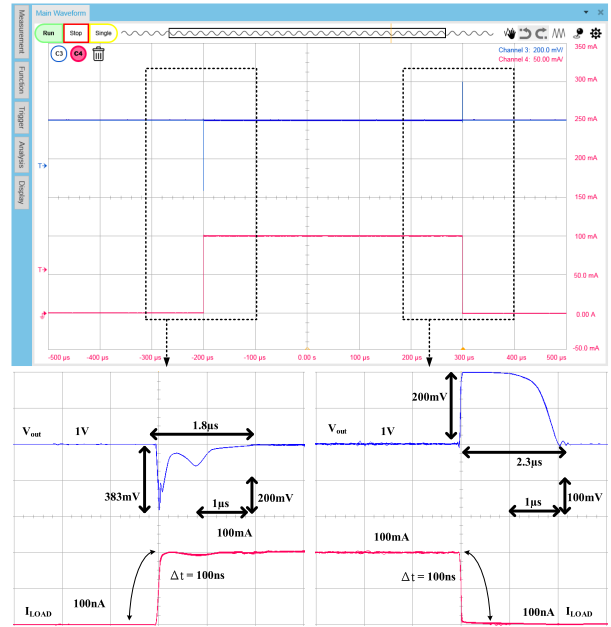 Main Waveform
Measurement
Function
Trigger
Analysis
Display
Run
Stop
Single
C3
C4
Channel 3: 200.0 mV/
Channel 4: 50.00 mA/
350 mA
300 mA
250 mA
200 mA
150 mA
100 mA
50.0 mA
0.00 A
-50.0 mA
T
T
-500 µs
-400 µs
-300 µs
-200 µs
-100 µs
0.00 s
100 µs
200 µs
300 µs
400 µs
500 µs
Vout 1V
1.8µs
383mV
1µs
200mV
100mA
Δt = 100ns
100nA
ILOAD
200mV
Vout 1V
2.3µs
1µs
100mV
100mA
Δt = 100ns
100nA ILOAD